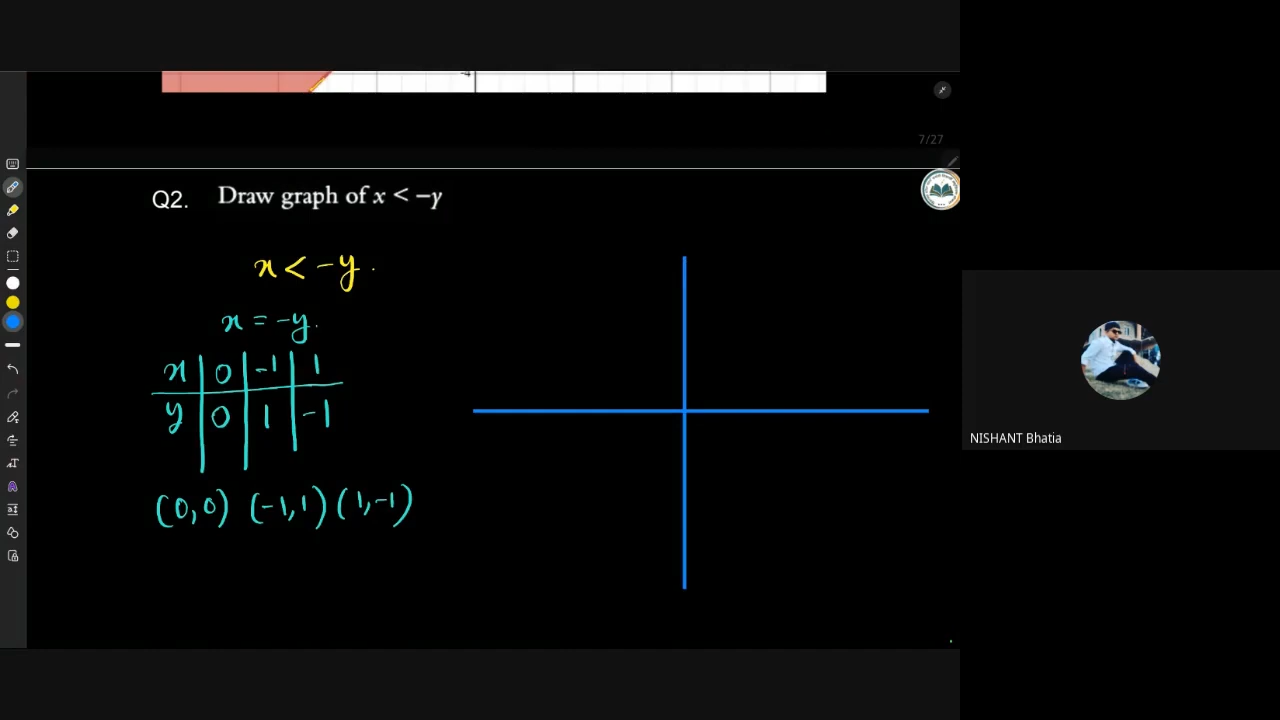 -4
7/27
Q2. Draw graph of x < -y
x < -y.
x = -y.
x | 0 | -1 | 1
y | 0 | 1 | -1
(0,0) (-1,1) (1,-1)
NISHANT Bhatia